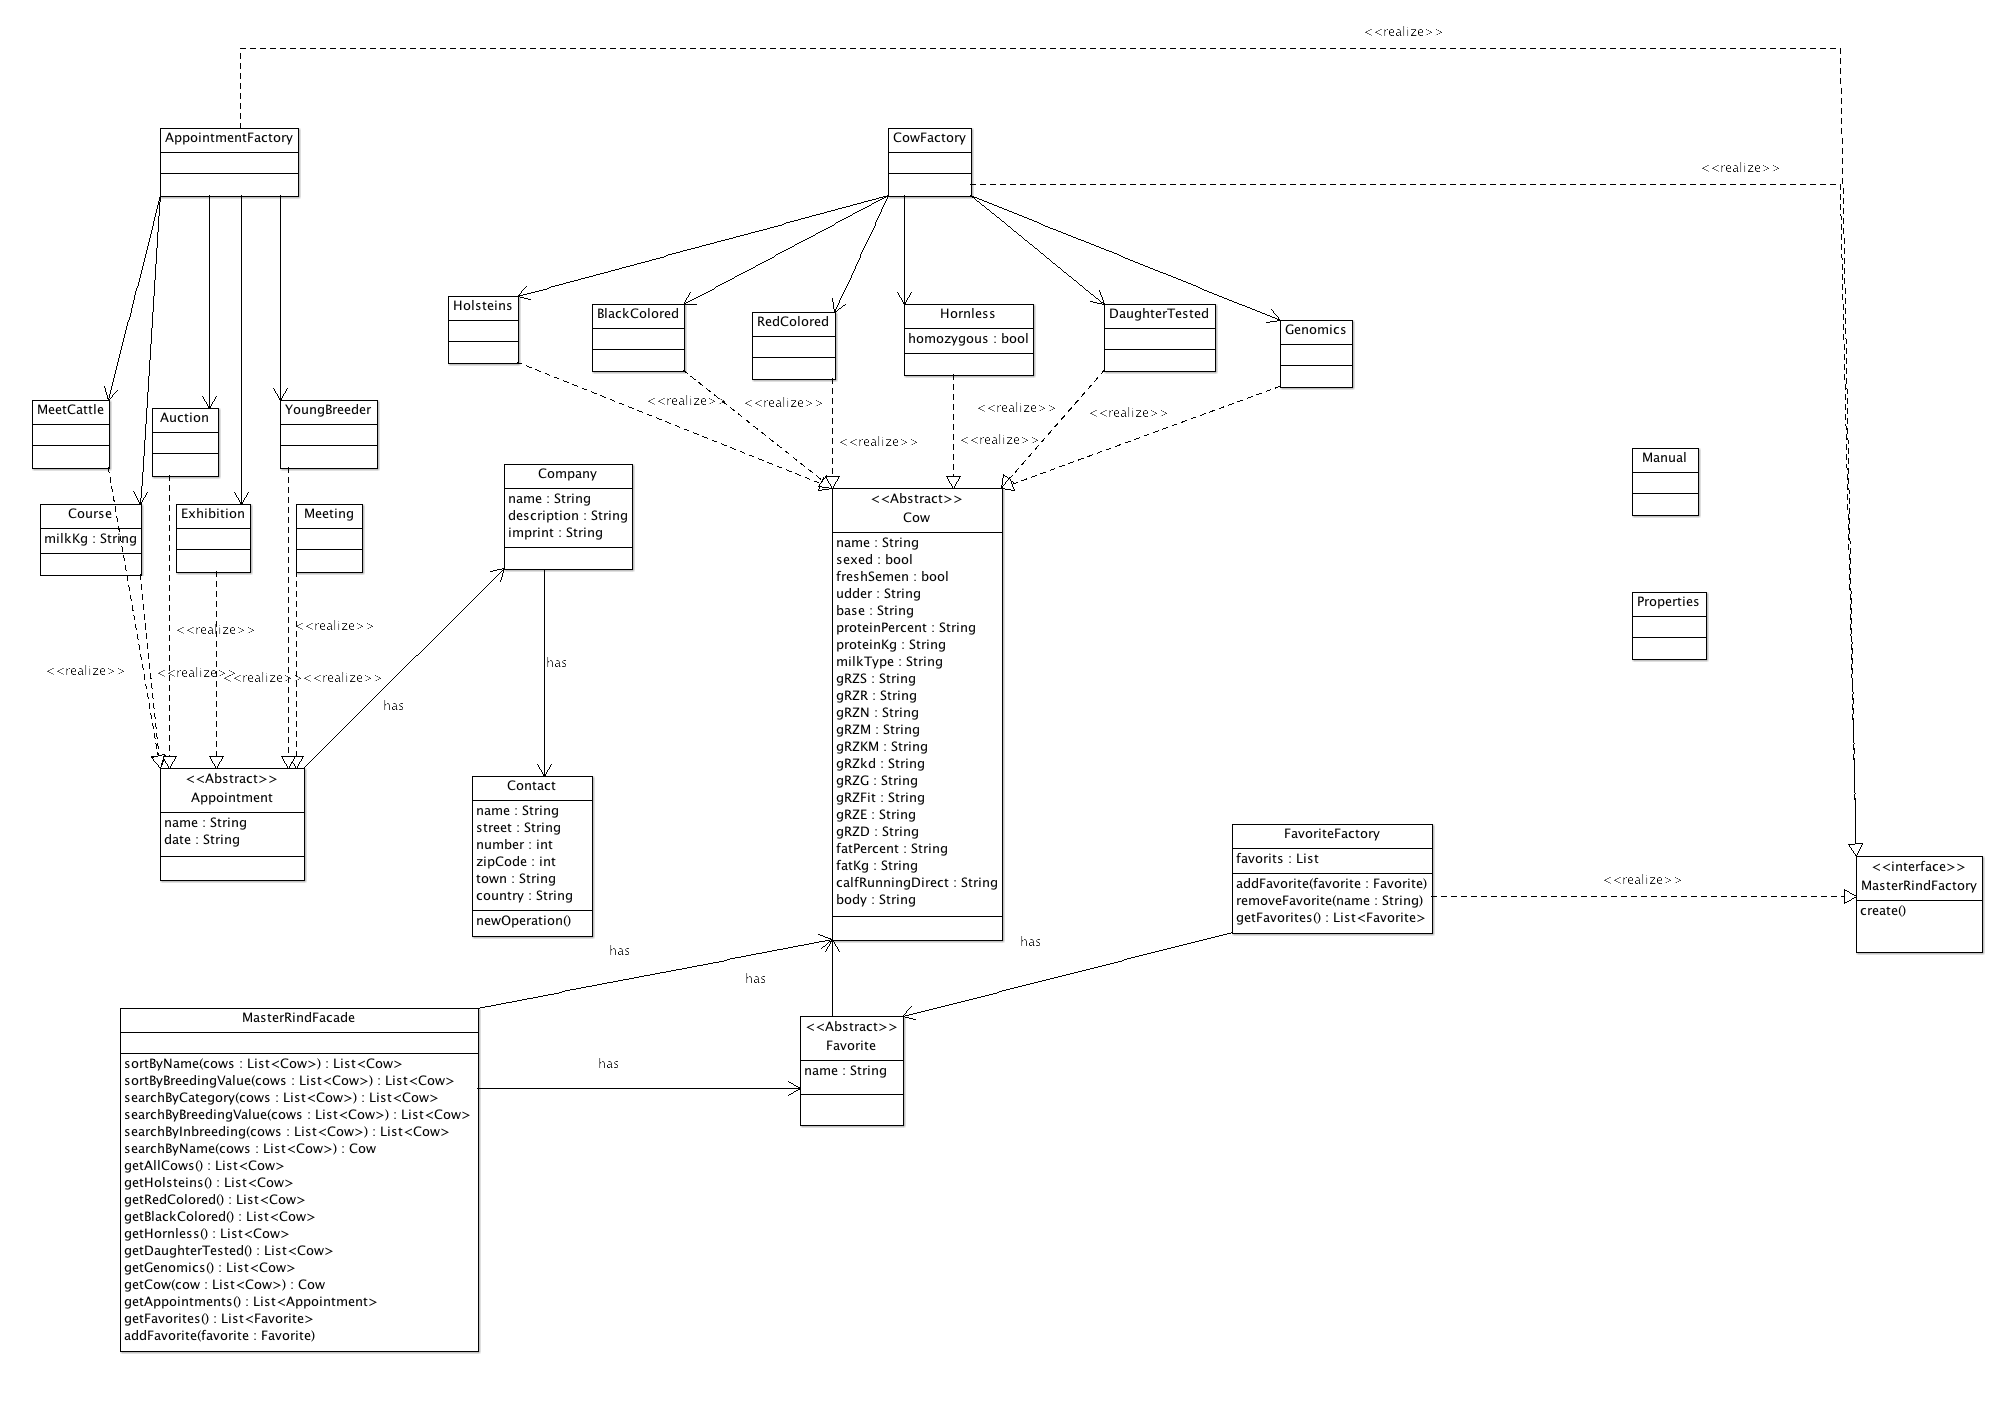 <<realize>>
AppointmentFactory
CowFactory
<<realize>>
Holsteins
BlackColored
RedColored
Hornless
homozygous : bool
DaughterTested
Genomics
MeetCattle
Auction
YoungBreeder
<<realize>>
<<realize>>
<<realize>>
<<realize>>
<<realize>>
<<realize>>
Course
milkKg : String
Exhibition
Meeting
Company
name : String
description : String
imprint : String
Manual
Properties
<<realize>>
<<realize>>
<<realize>>
<<realize>>
<<realize>>
<<realize>>
has
has
<<Abstract>>
Cow
name : String
sexed : bool
freshSemen : bool
udder : String
base : String
proteinPercent : String
proteinKg : String
milkType : String
gRZS : String
gRZR : String
gRZN : String
gRZM : String
gRZKM : String
gRZkd : String
gRZG : String
gRZFit : String
gRZE : String
gRZD : String
fatPercent : String
fatKg : String
calfRunningDirect : String
body : String
<<Abstract>>
Appointment
name : String
date : String
Contact
name : String
street : String
number : int
zipCode : int
town : String
country : String
newOperation()
FavoriteFactory
favorits : List
addFavorite(favorite : Favorite)
removeFavorite(name : String)
getFavorites() : List<Favorite>
<<realize>>
<<interface>>
MasterRindFactory
create()
has
has
has
MasterRindFacade
sortByName(cows : List<Cow>) : List<Cow>
sortByBreedingValue(cows : List<Cow>) : List<Cow>
searchByCategory(cows : List<Cow>) : List<Cow>
searchByBreedingValue(cows : List<Cow>) : List<Cow>
searchByInbreeding(cows : List<Cow>) : List<Cow>
searchByName(cows : List<Cow>) : Cow
getAllCows() : List<Cow>
getHolsteins() : List<Cow>
getRedColored() : List<Cow>
getBlackColored() : List<Cow>
getHornless() : List<Cow>
getDaughterTested() : List<Cow>
getGenomics() : List<Cow>
getCow(cow : List<Cow>) : Cow
getAppointments() : List<Appointment>
getFavorites() : List<Favorite>
addFavorite(favorite : Favorite)
has
<<Abstract>>
Favorite
name : String